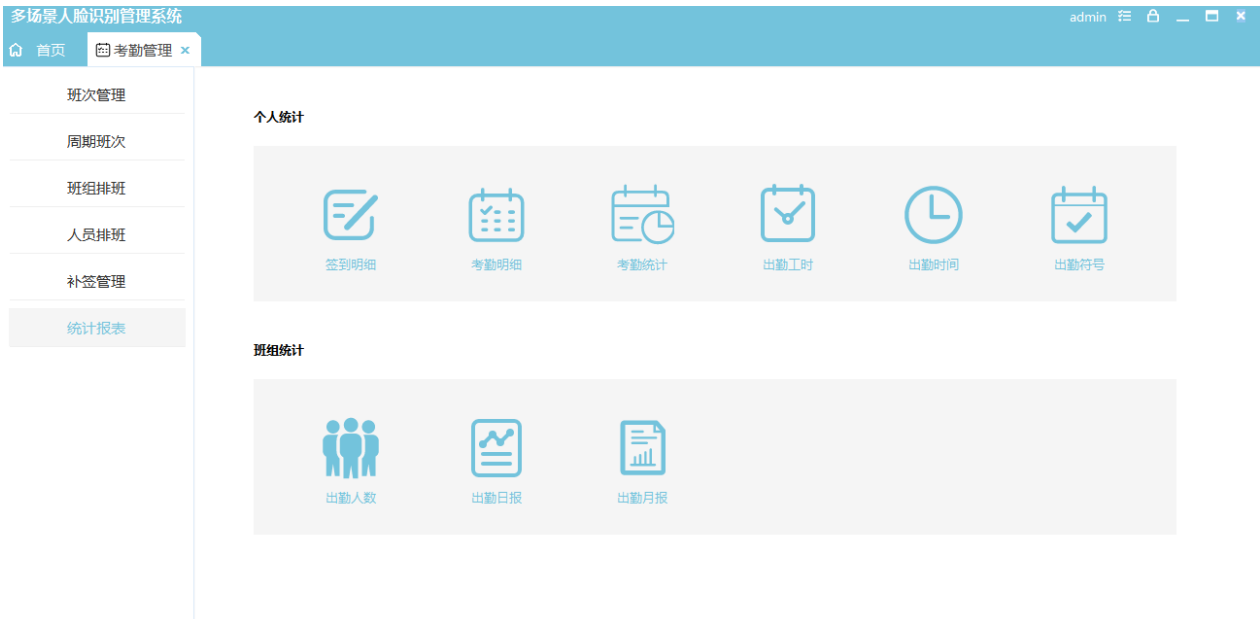 多场景人脸识别管理系统
admin
首页
考勤管理
班次管理
周期班次
班组排班
人员排班
补签管理
统计报表
个人统计
签到明细 考勤明细 考勤统计 出勤工时 出勤时间 出勤符号
班组统计
出勤人数 出勤日报 出勤月报